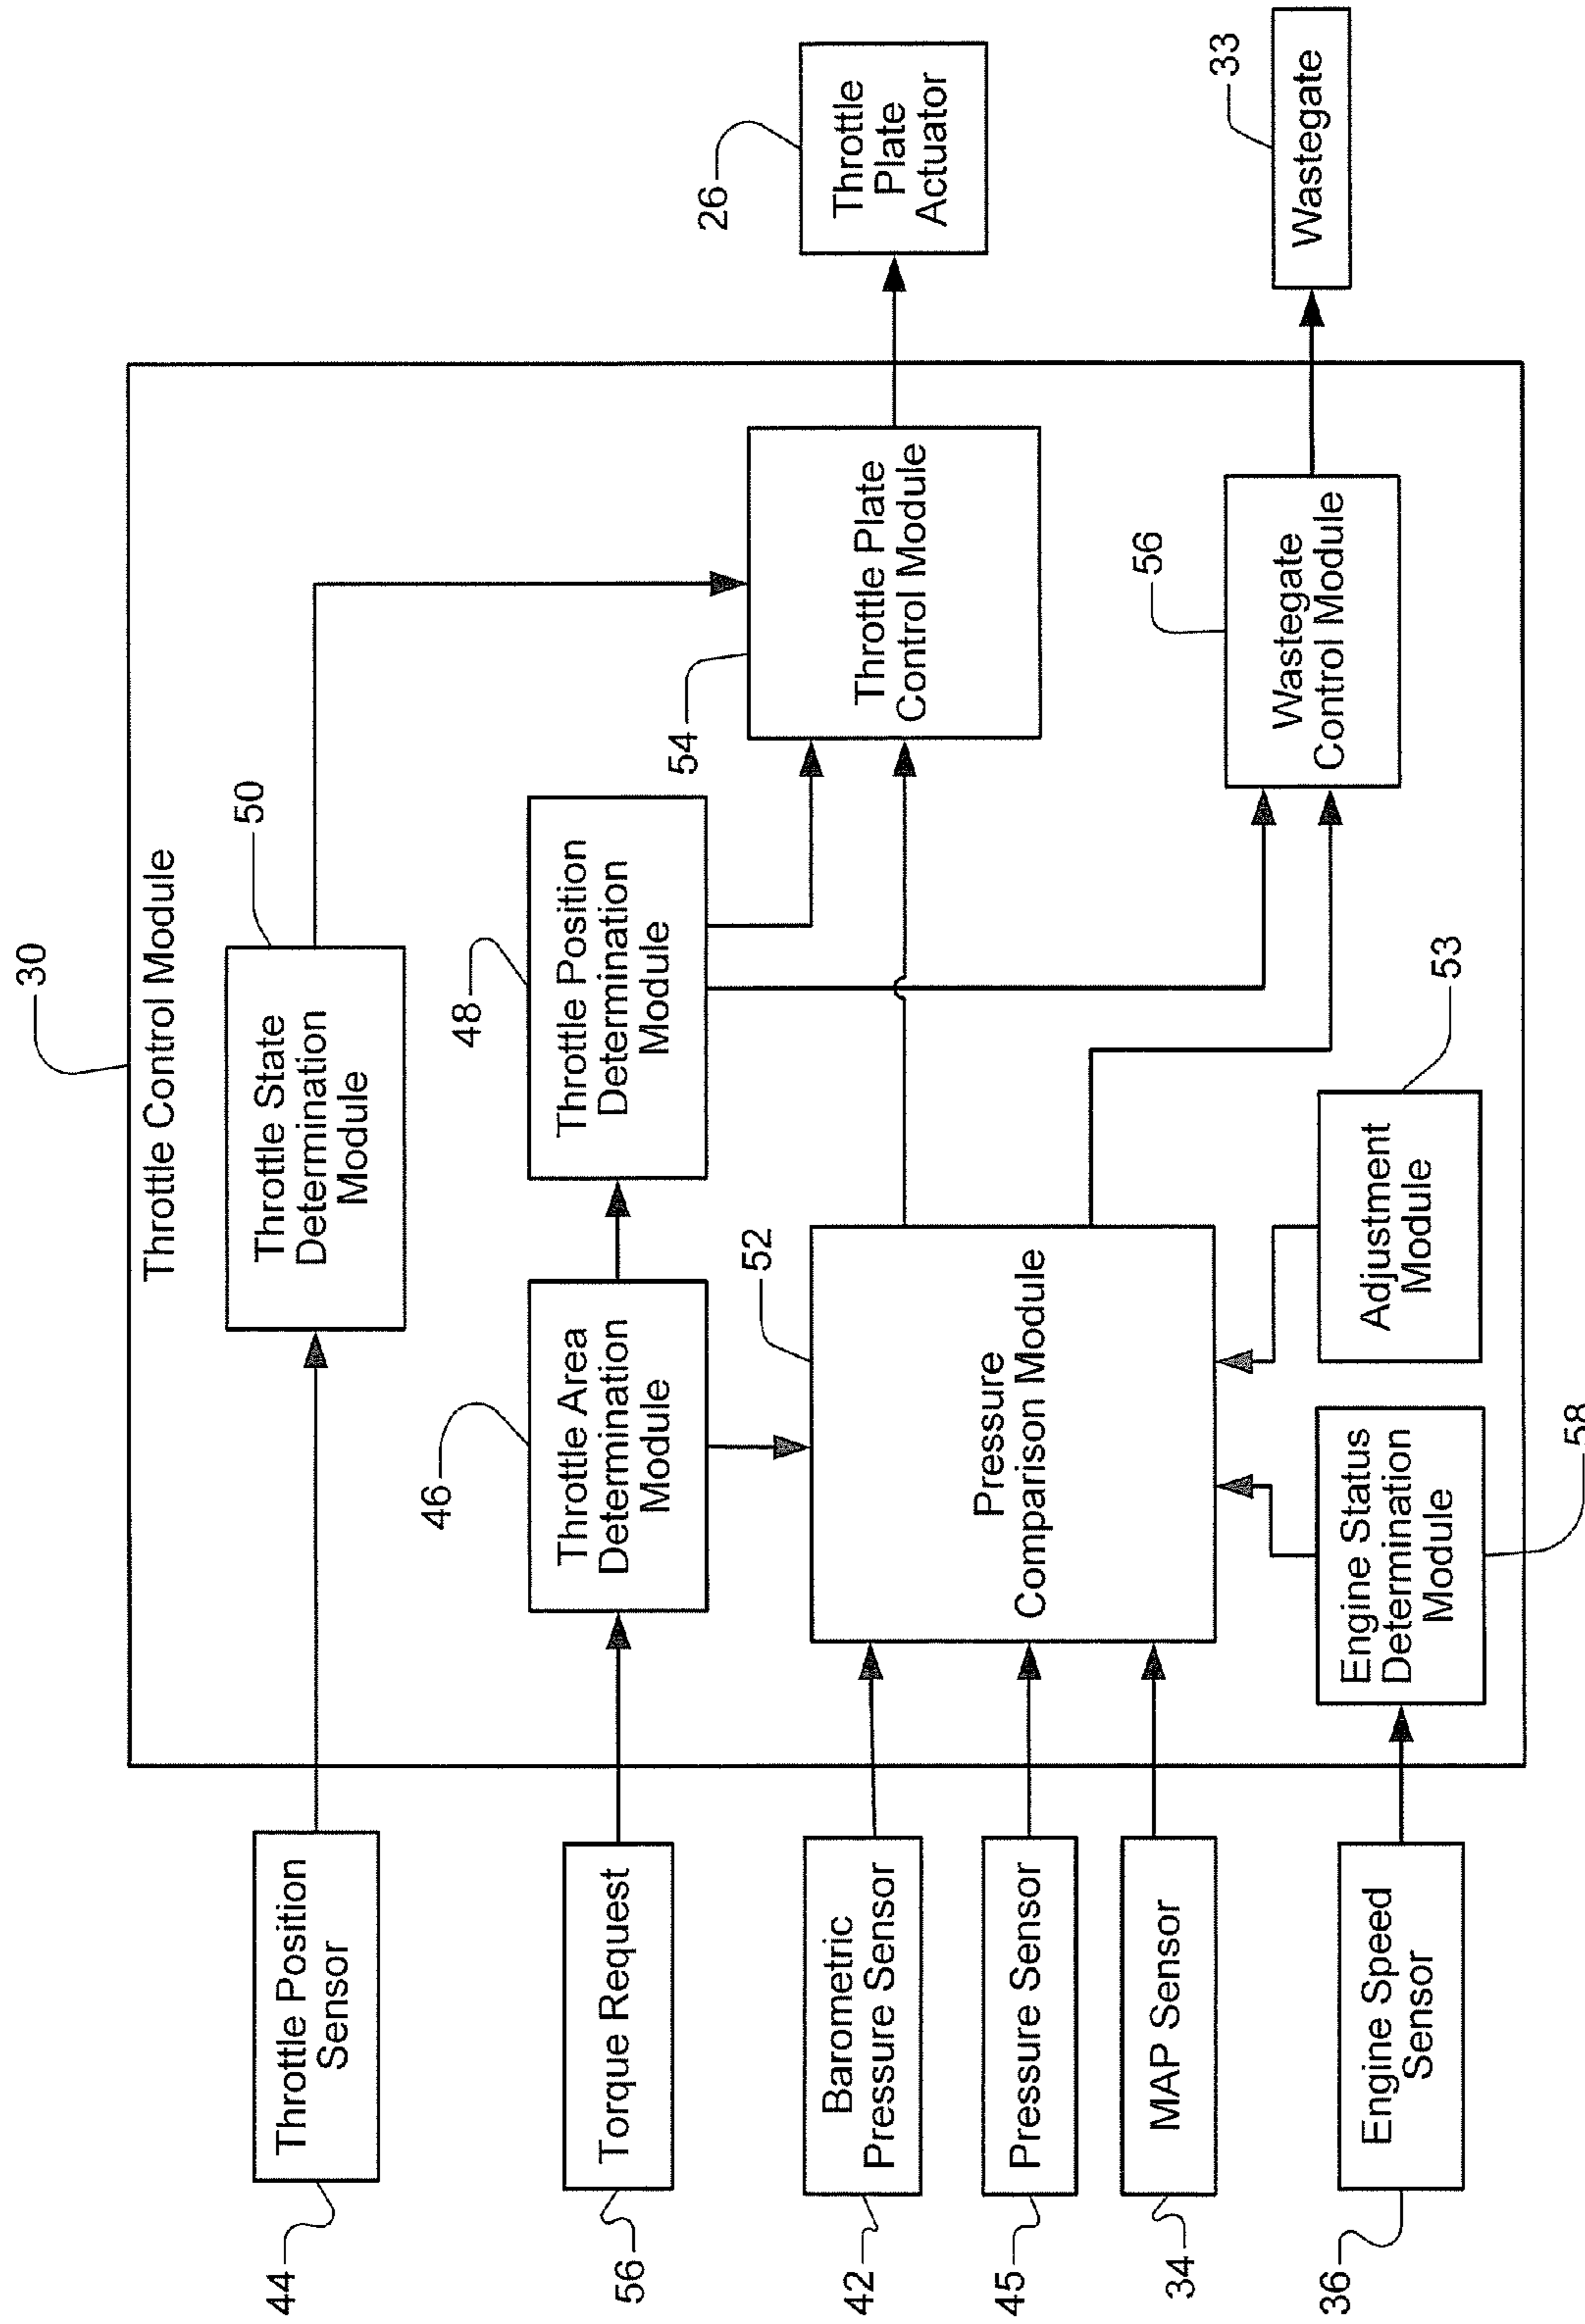 30
Throttle Control Module
44
Throttle Position
Sensor
50
Throttle State
Determination
Module
26
Throttle
Plate
Actuator
56
Torque Request
46
Throttle Area
Determination
Module
48
Throttle Position
Determination
Module
54
Throttle Plate
Control Module
42
Barometric
Pressure Sensor
45
Pressure Sensor
34
MAP Sensor
52
Pressure
Comparison Module
56
Wastegate
Control Module
33
Wastegate
36
Engine Speed
Sensor
Engine Status
Determination
Module
58
Adjustment
Module
53